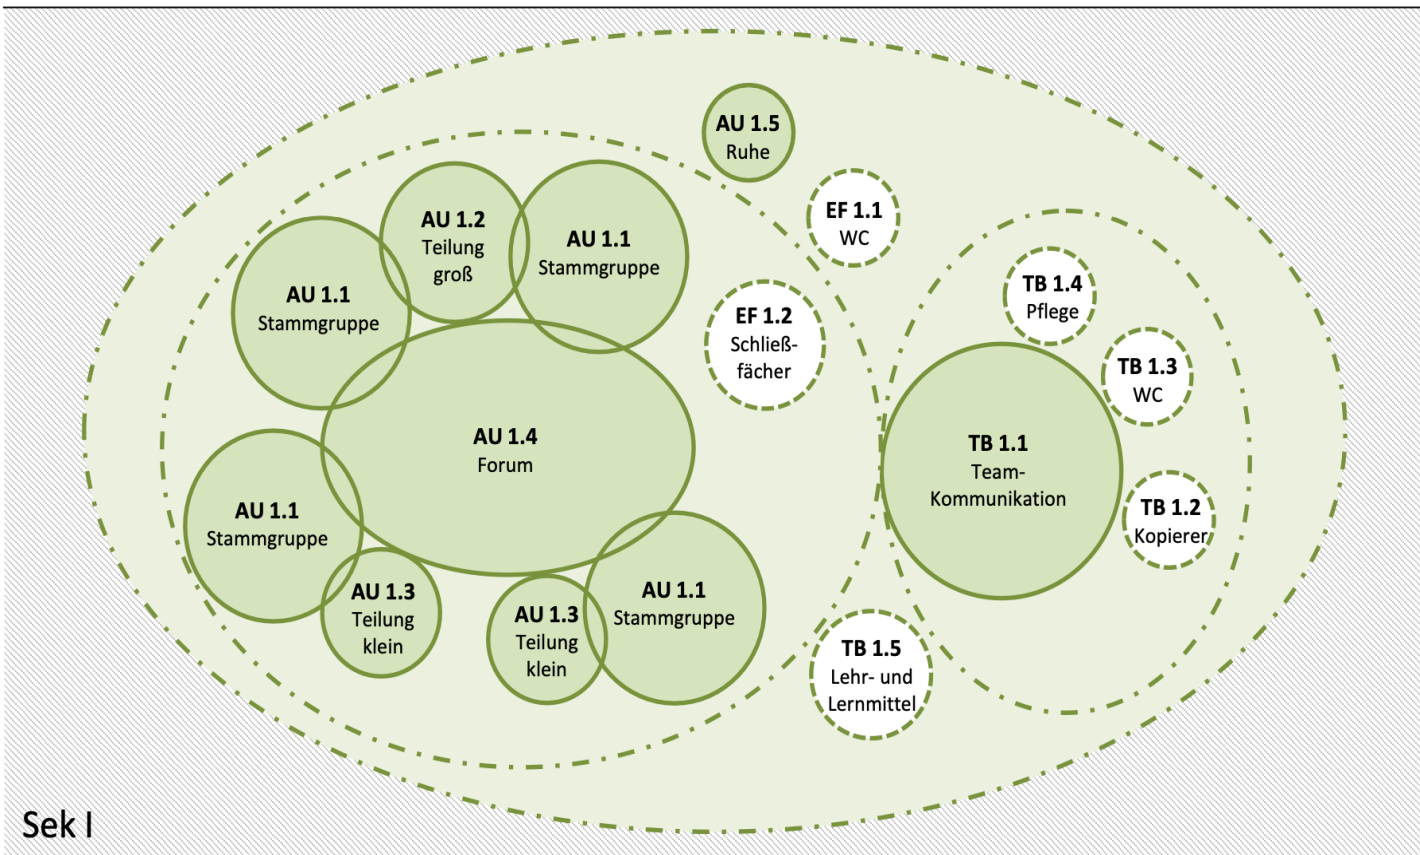 AU 1.5
Ruhe
EF 1.1
WC
AU 1.2
Teilung
groß
AU 1.1
Stammgruppe
AU 1.1
Stammgruppe
TB 1.4
Pflege
EF 1.2
Schließ-
fächer
TB 1.3
WC
AU 1.4
Forum
TB 1.1
Team-
Kommunikation
AU 1.1
Stammgruppe
TB 1.2
Kopierer
AU 1.3
Teilung
klein
AU 1.3
Teilung
klein
AU 1.1
Stammgruppe
TB 1.5
Lehr- und
Lernmittel
Sek I